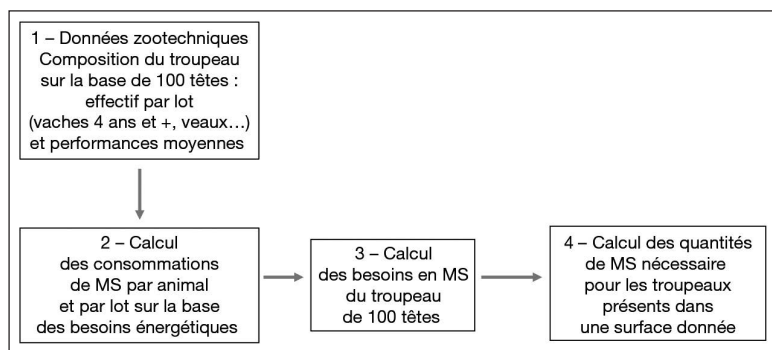 1 – Données zootechniques
Composition du troupeau
sur la base de 100 têtes :
effectif par lot
(vaches 4 ans et +, veaux…)
et performances moyennes
2 – Calcul
des consommations
de MS par animal
et par lot sur la base
des besoins énergétiques
3 – Calcul
des besoins en MS
du troupeau
de 100 têtes
4 – Calcul des quantités
de MS nécessaire
pour les troupeaux
présents dans
une surface donnée